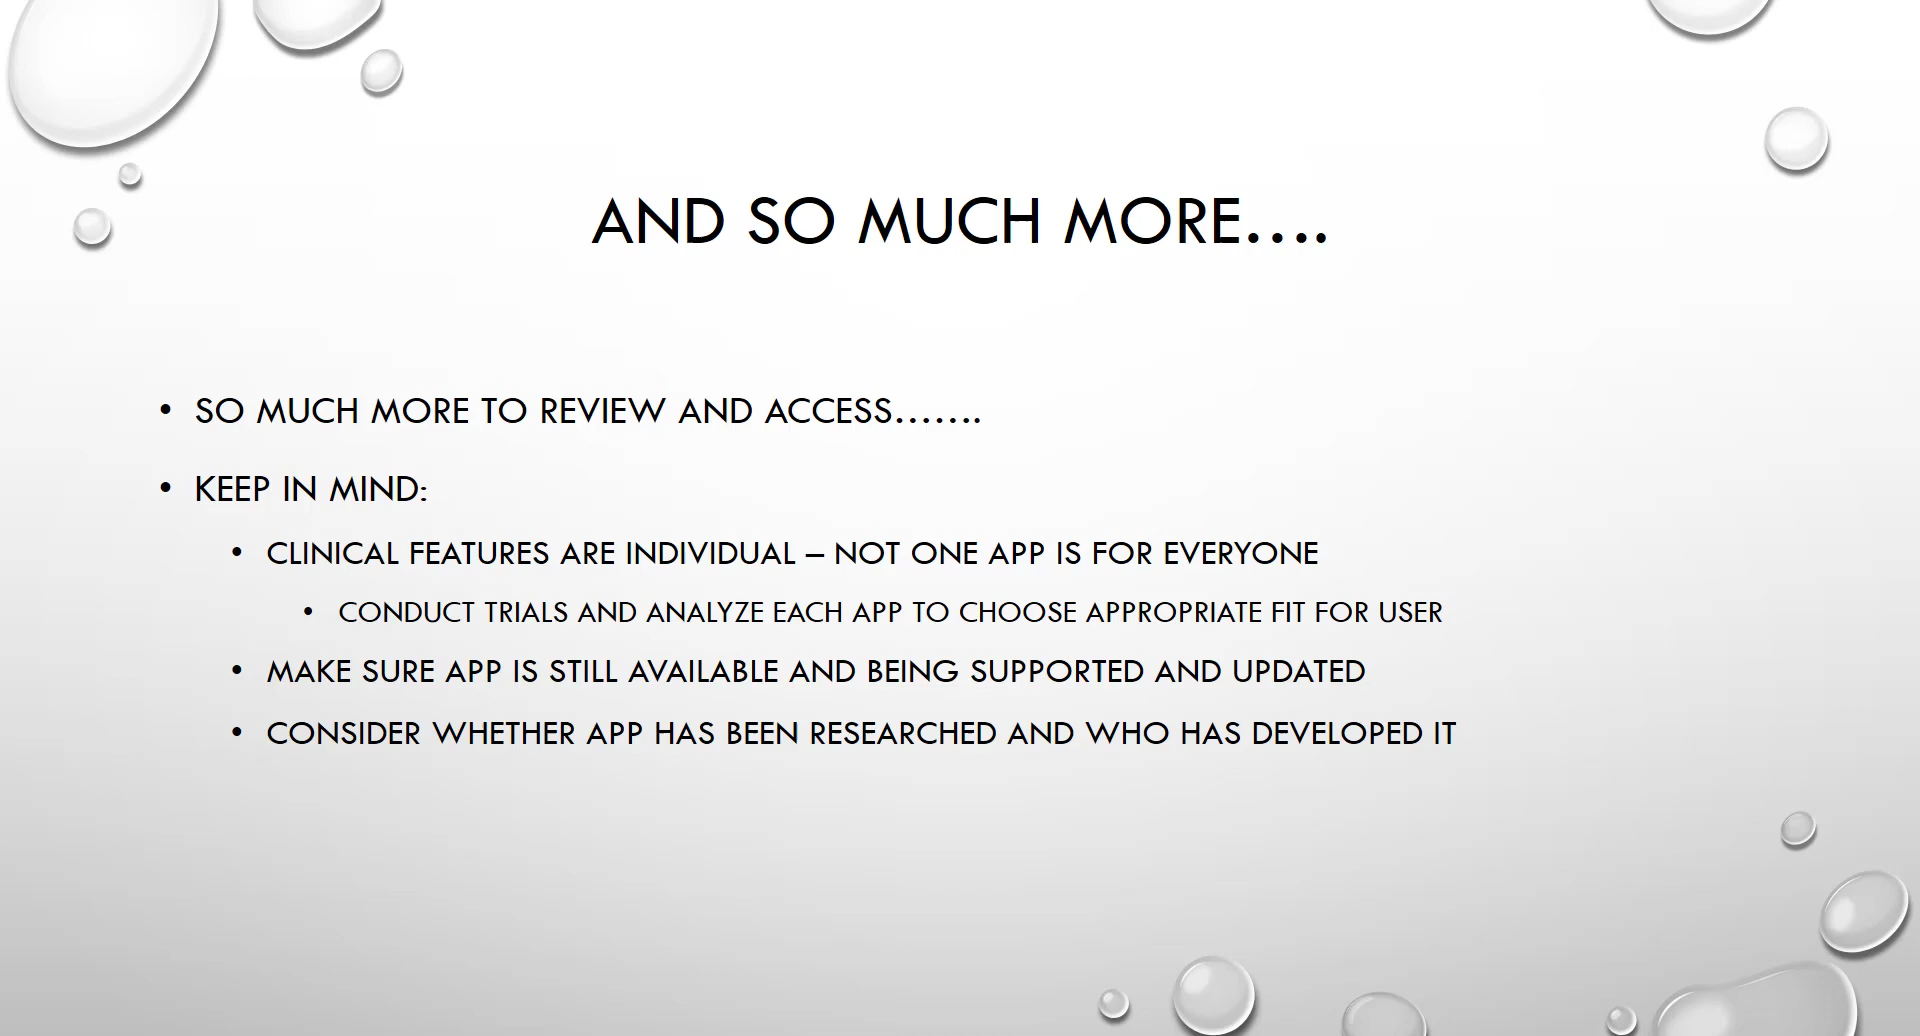 AND SO MUCH MORE….
• SO MUCH MORE TO REVIEW AND ACCESS…….
• KEEP IN MIND:
• CLINICAL FEATURES ARE INDIVIDUAL – NOT ONE APP IS FOR EVERYONE
• CONDUCT TRIALS AND ANALYZE EACH APP TO CHOOSE APPROPRIATE FIT FOR USER
• MAKE SURE APP IS STILL AVAILABLE AND BEING SUPPORTED AND UPDATED
• CONSIDER WHETHER APP HAS BEEN RESEARCHED AND WHO HAS DEVELOPED IT